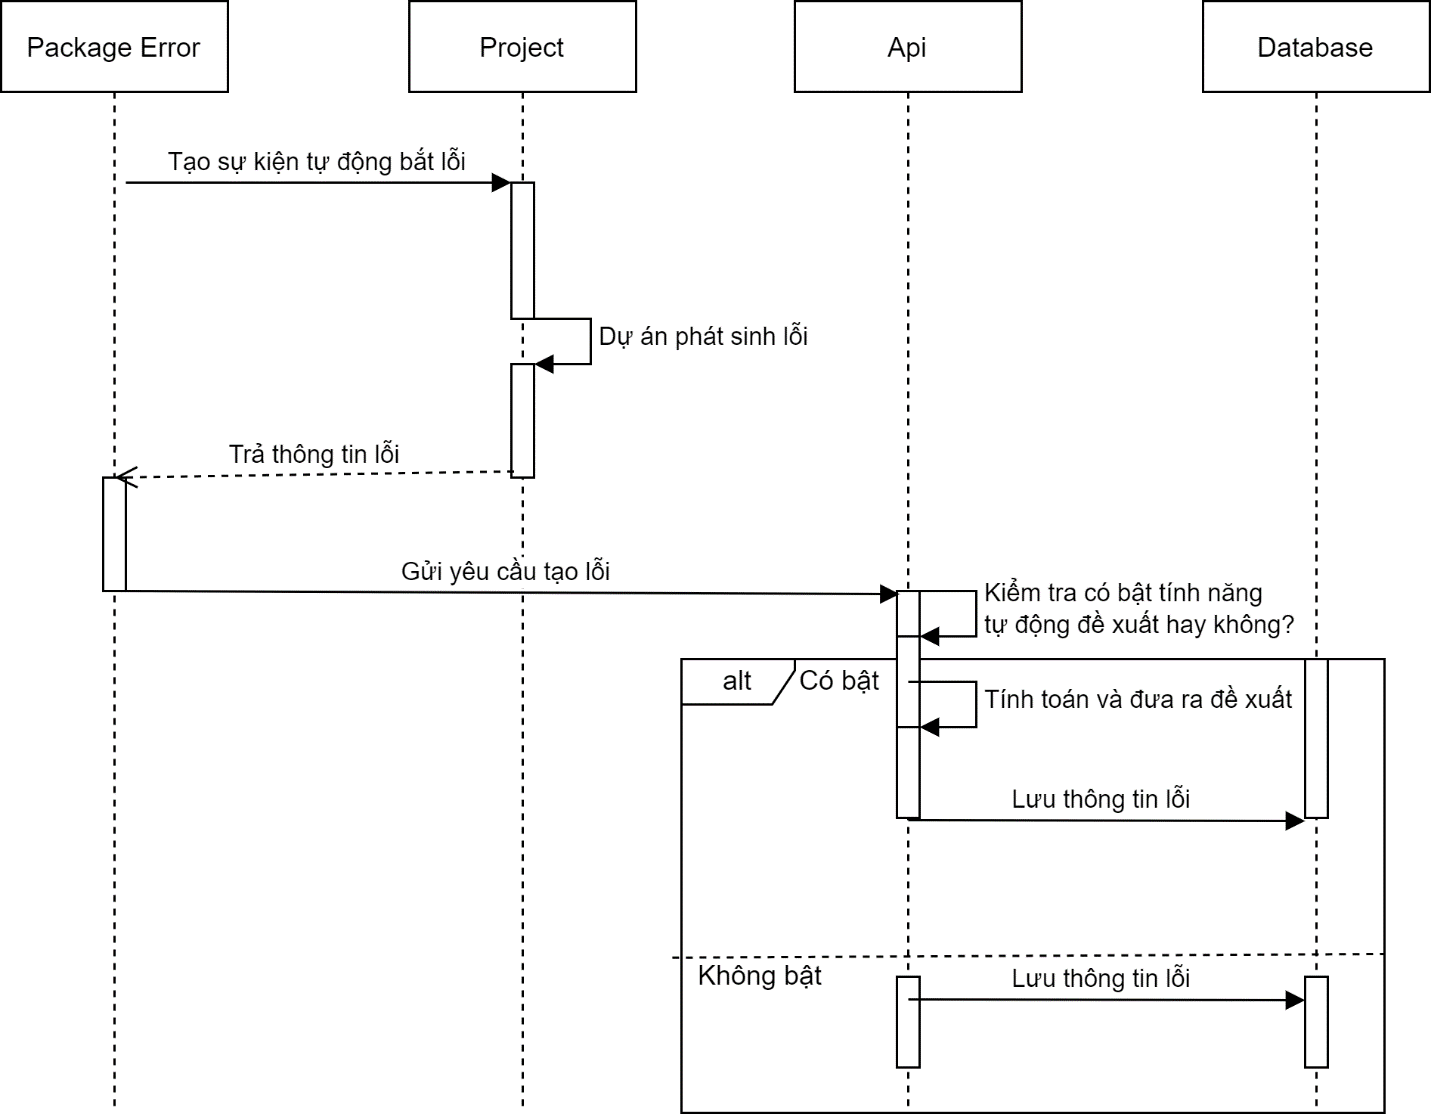 Package Error
Project
Api
Database
Tạo sự kiện tự động bắt lỗi
Dự án phát sinh lỗi
Trả thông tin lỗi
Gửi yêu cầu tạo lỗi
Kiểm tra có bật tính năng
tự động đề xuất hay không?
alt
Có bật
Tính toán và đưa ra đề xuất
Lưu thông tin lỗi
Không bật
Lưu thông tin lỗi